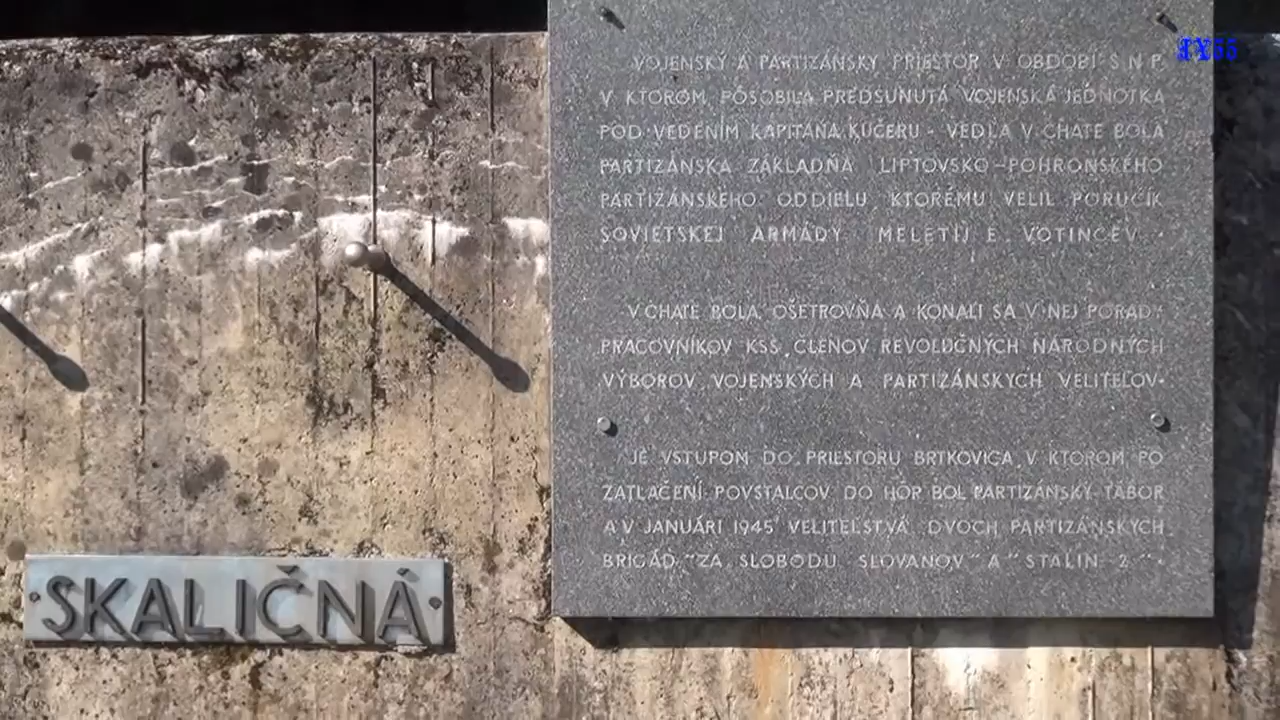 VOJENSKÝ A PARTIZÁNSKY PRIESTOR V OBDOBÍ S N P
V KTOROM PÔSOBILA PREDSUNUTÁ VOJENSKÁ JEDNOTKA
POD VEDENÍM KAPITÁNA KUČERU - VEDĽA V CHATE BOLA
PARTIZÁNSKA ZÁKLADŇA LIPTOVSKO-POHRONSKÉHO
PARTIZÁNSKEHO ODDIELU KTORÉMU VELIL PORUČÍK
SOVIETSKEJ ARMÁDY MELETIJ E. VOTINCEV ·
V CHATE BOLA OŠETROVŇA A KONALI SA V NEJ PORADY
PRACOVNÍKOV KSS, ČLENOV REVOLUČNÝCH NÁRODNÝCH
VÝBOROV, VOJENSKÝCH A PARTIZÁNSKYCH VELITEĽOV·
JE VSTUPOM DO PRIESTORU BRTKOVICA, V KTOROM PO
ZATLAČENÍ POVSTALCOV DO HÔR BOL PARTIZÁNSKY TÁBOR
A V JANUÁRI 1945 VELITEĽSTVÁ DVOCH PARTIZÁNSKYCH
BRIGÁD "ZA SLOBODU SLOVANOV" A "STALIN - 2" ·
SKALIČNÁ